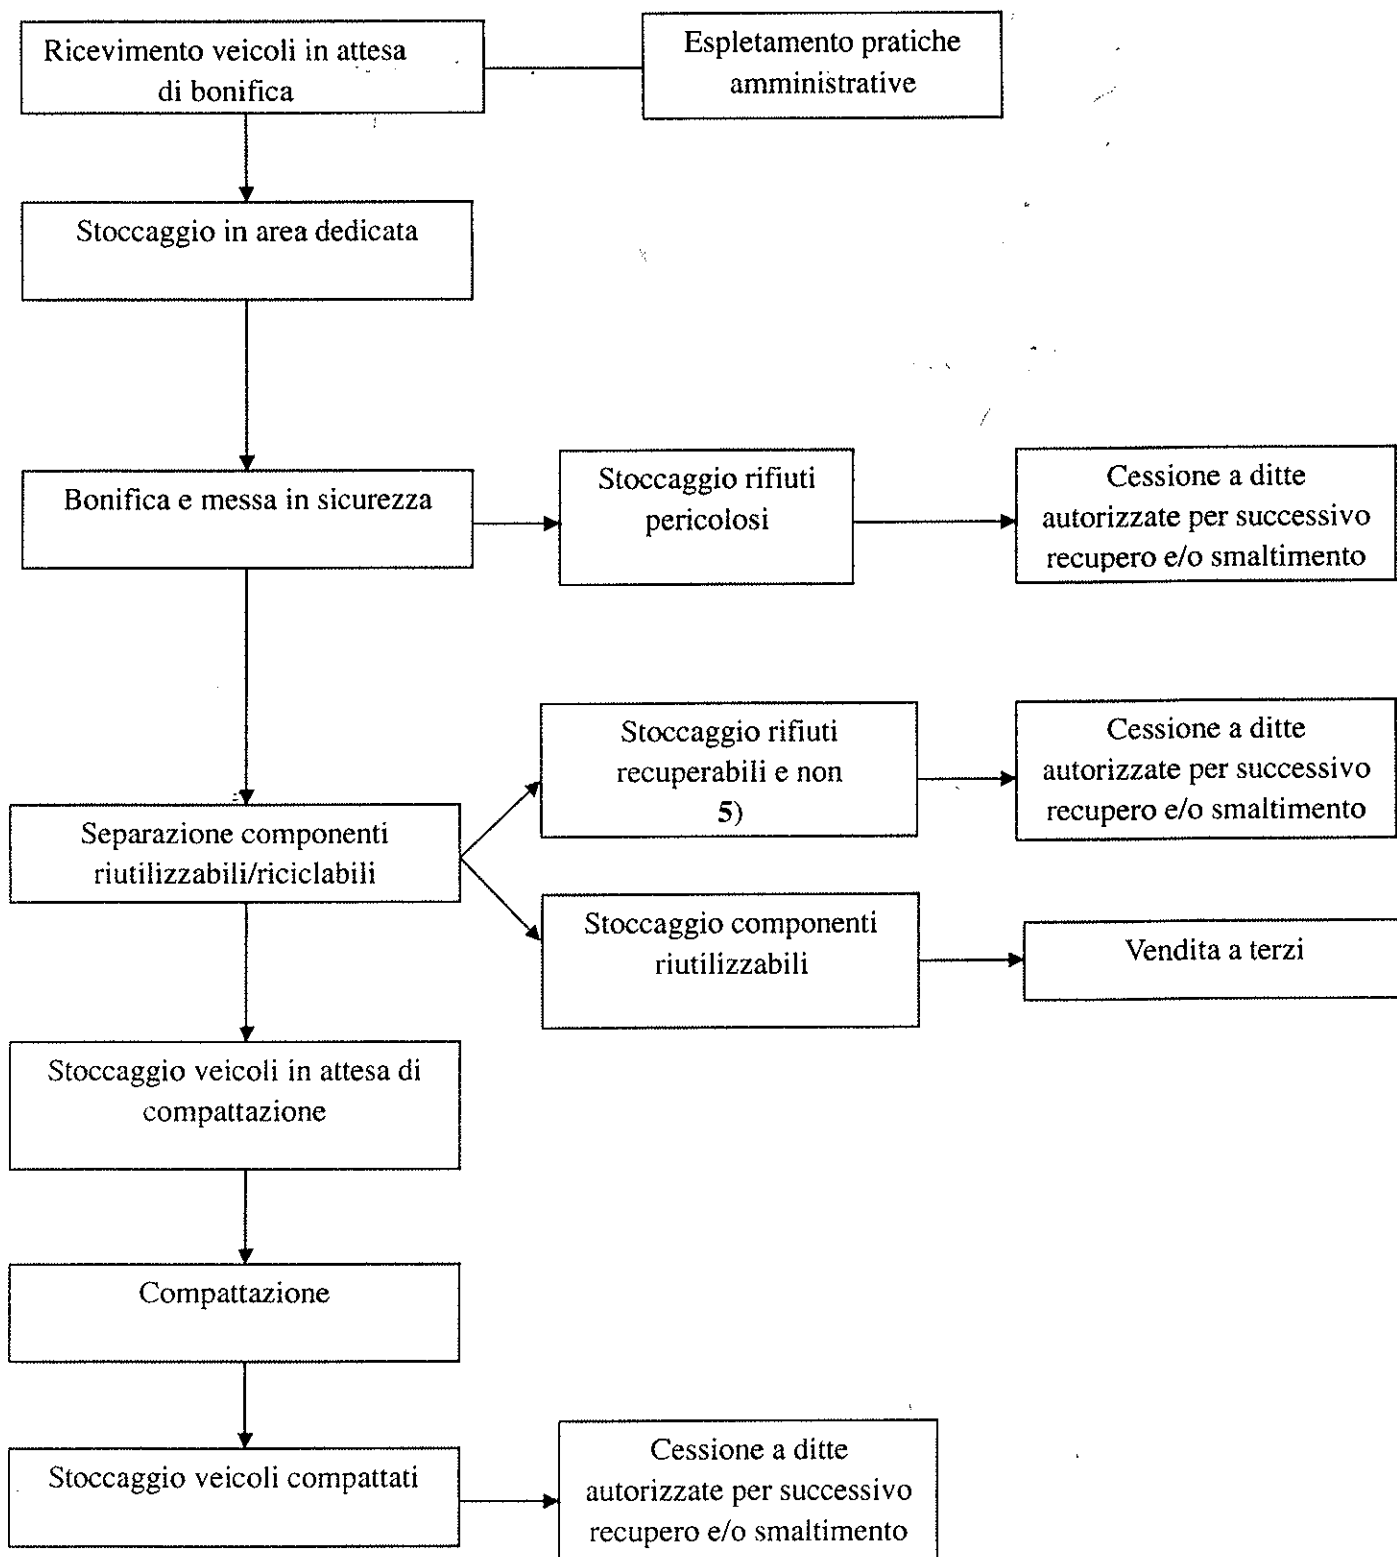 Ricevimento veicoli in attesa
di bonifica
Espletamento pratiche
amministrative
Stoccaggio in area dedicata
Bonifica e messa in sicurezza
Stoccaggio rifiuti
pericolosi
Cessione a ditte
autorizzate per successivo
recupero e/o smaltimento
Stoccaggio rifiuti
recuperabili e non
5)
Cessione a ditte
autorizzate per successivo
recupero e/o smaltimento
Separazione componenti
riutilizzabili/riciclabili
Stoccaggio componenti
riutilizzabili
Vendita a terzi
Stoccaggio veicoli in attesa di
compattazione
Compattazione
Stoccaggio veicoli compattati
Cessione a ditte
autorizzate per successivo
recupero e/o smaltimento